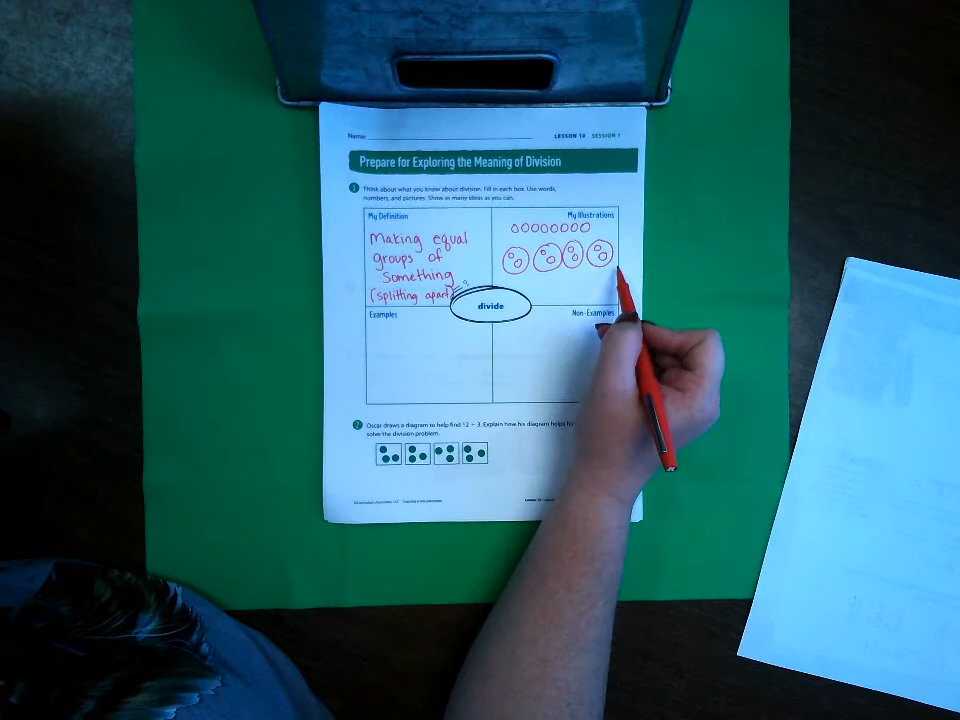 Name:
LESSON 10 SESSION 1
Prepare for Exploring the Meaning of Division
1 Think about what you know about division. Fill in each box. Use words,
numbers, and pictures. Show as many ideas as you can.
My Definition
My Illustrations
Making equal
groups of
Something
(splitting apart)
divide
Examples
Non-Examples
2 Oscar draws a diagram to help find 12 ÷ 3. Explain how his diagram helps
solve the division problem.